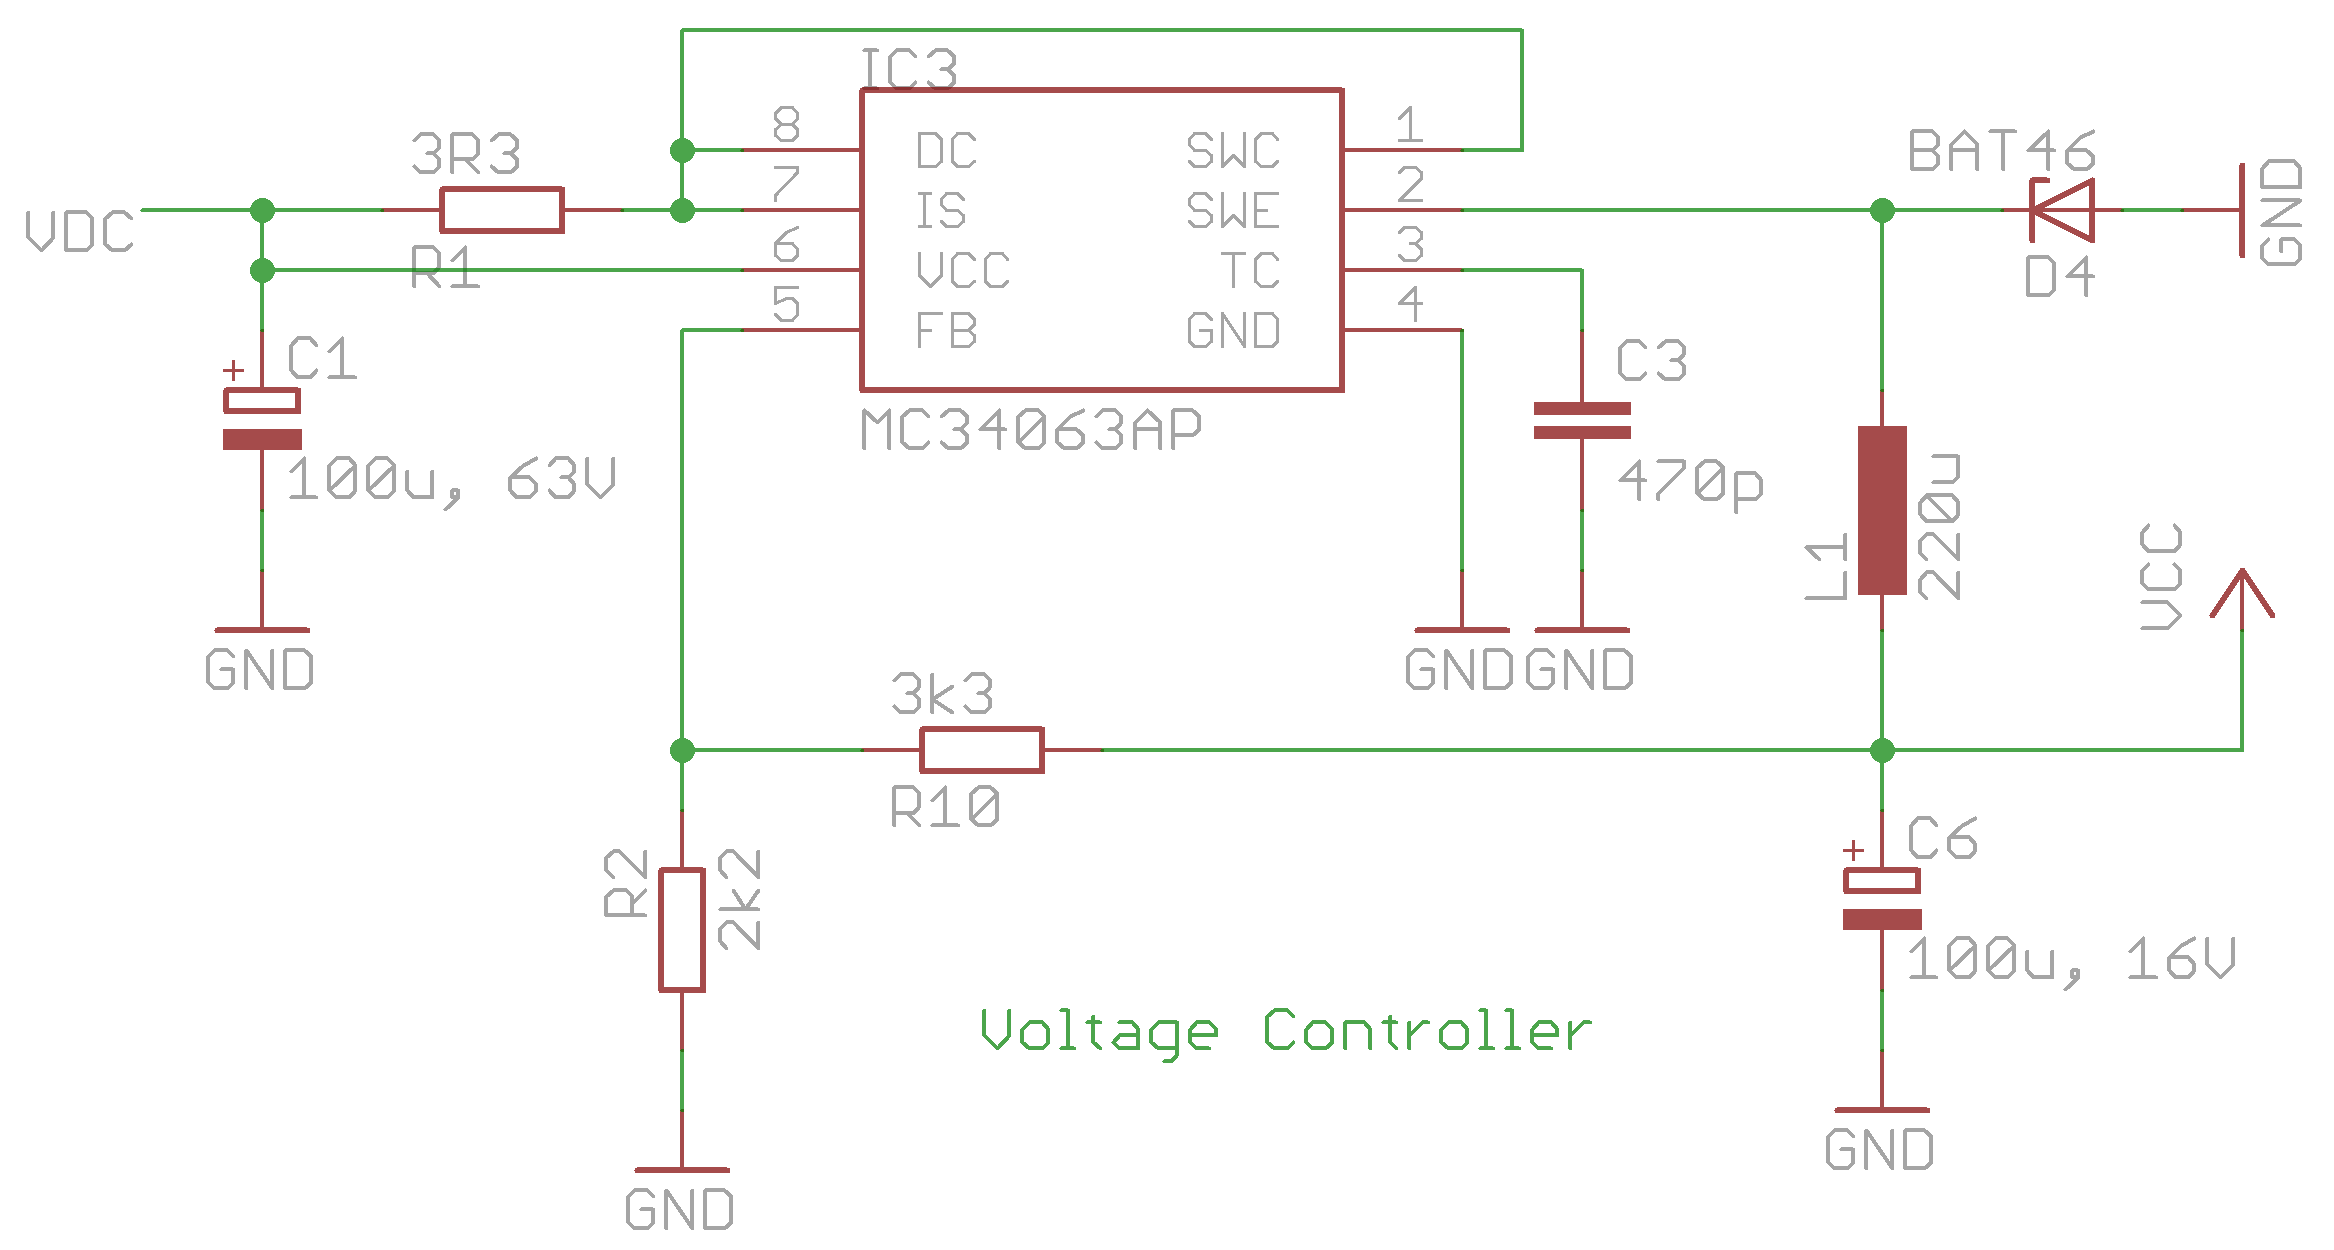 IC3
8
DC
SWC
1
3R3
BAT46
7
IS
SWE
2
VDC
GND
6
VCC
TC
3
R1
D4
5
FB
GND
4
C1
+
C3
MC34063AP
100u, 63V
470p
L1
220u
VCC
GND
GND
GND
3k3
R10
R2
2k2
C6
+
100u, 16V
Voltage Controller
GND
GND